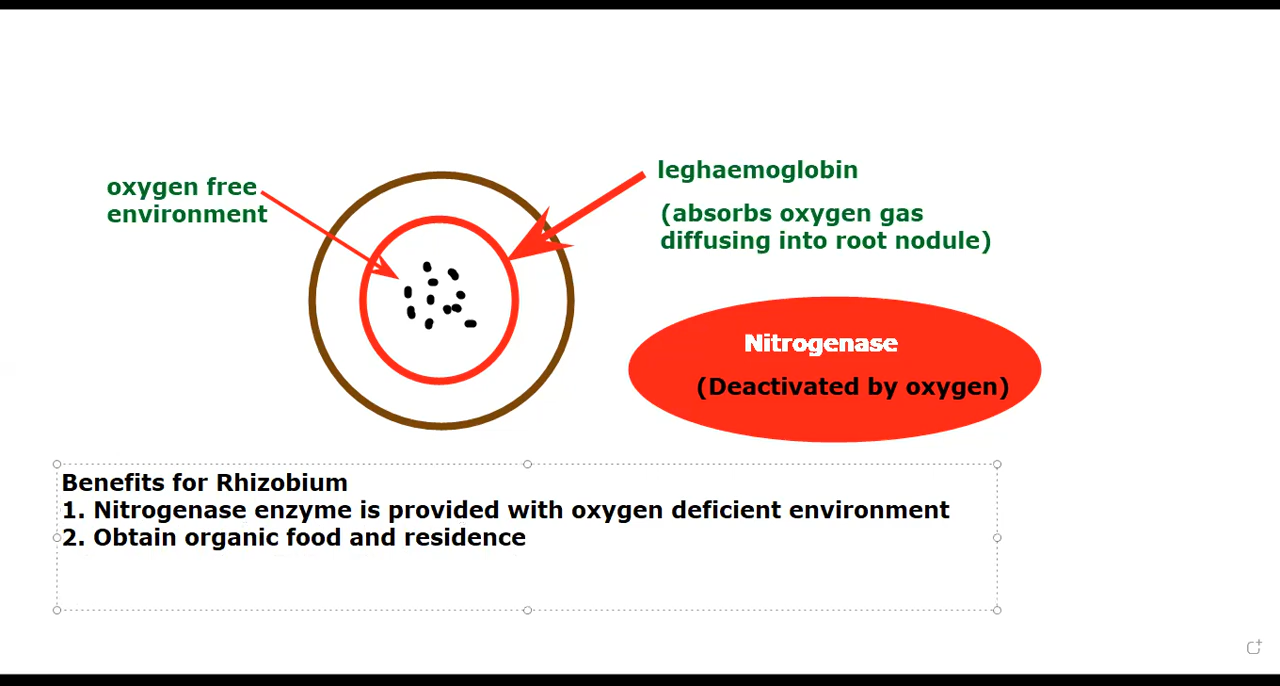 oxygen free
environment
leghaemoglobin
(absorbs oxygen gas
diffusing into root nodule)
Nitrogenase
(Deactivated by oxygen)
Benefits for Rhizobium
1. Nitrogenase enzyme is provided with oxygen deficient environment
2. Obtain organic food and residence